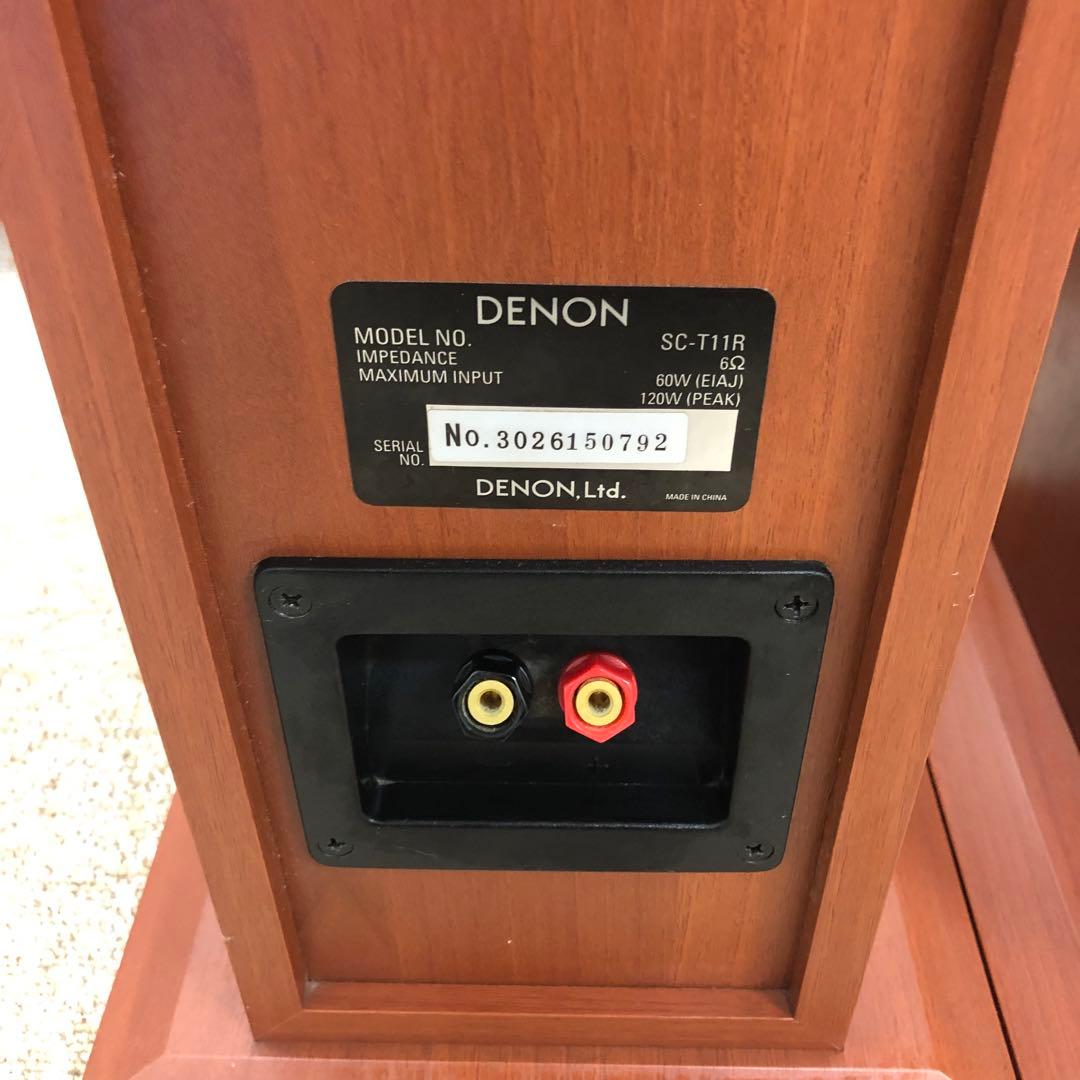 DENON
MODEL NO. SC-T11R
IMPEDANCE 6Ω
MAXIMUM INPUT 60W (EIAJ)
120W (PEAK)
SERIAL NO. No.3026150792
DENON, Ltd. MADE IN CHINA
- +